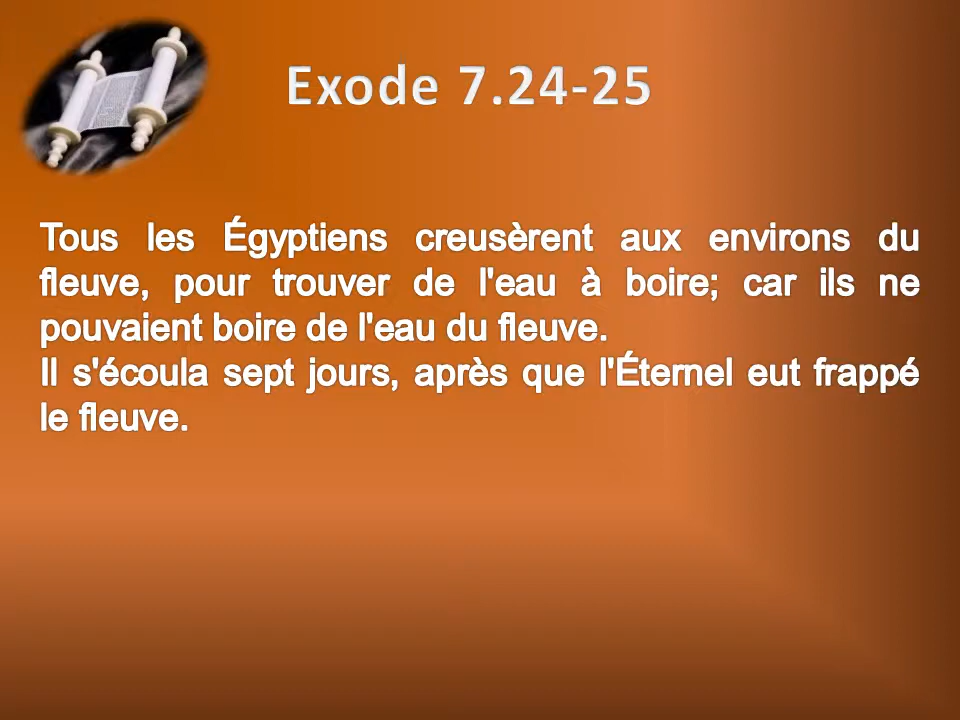 Exode 7.24-25
Tous les Égyptiens creusèrent aux environs du
fleuve, pour trouver de l'eau à boire; car ils ne
pouvaient boire de l'eau du fleuve.
Il s'écoula sept jours, après que l'Éternel eut frappé
le fleuve.